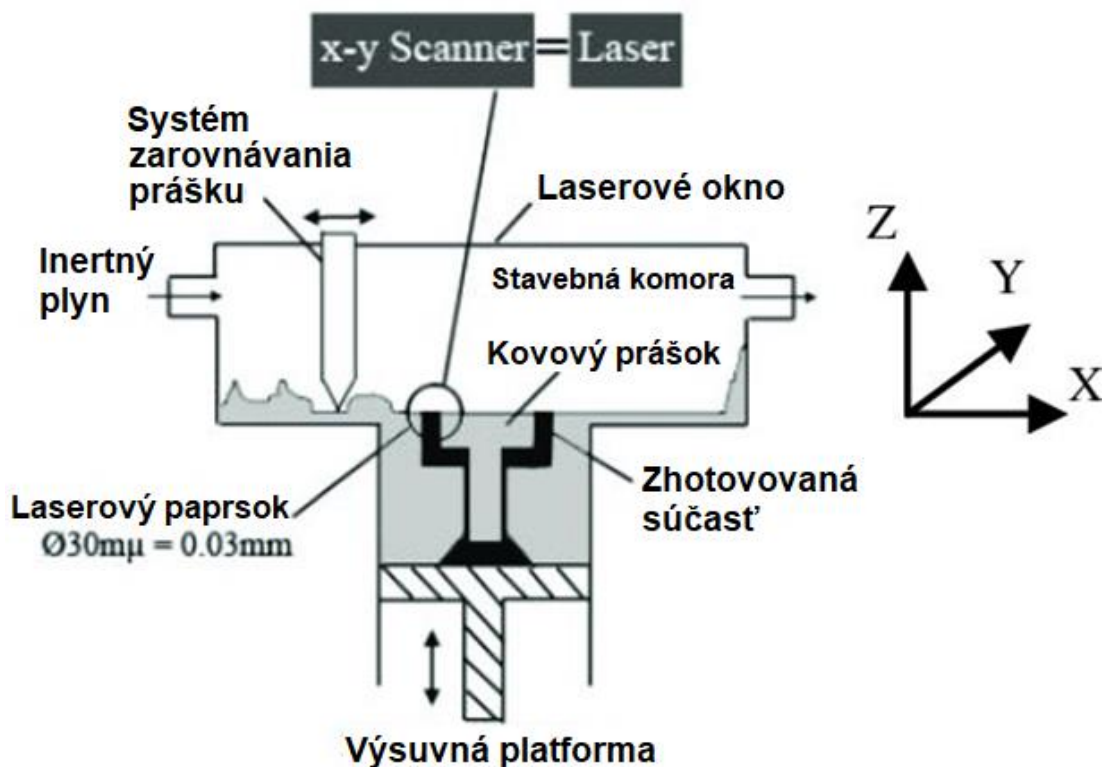 x-y Scanner
Laser
Systém
zarovnávania
prášku
Laserové okno
Inertný
plyn
Stavebná komora
Z
Y
X
Kovový prášok
Laserový paprsok
Ø30mµ = 0.03mm
Zhotovovaná
súčasť
Výsuvná platforma